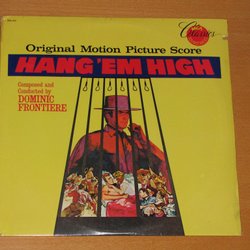 Classics
Original Motion Picture Score
HANG 'EM HIGH
Composed and
Conducted by
DOMINIC
FRONTIERE